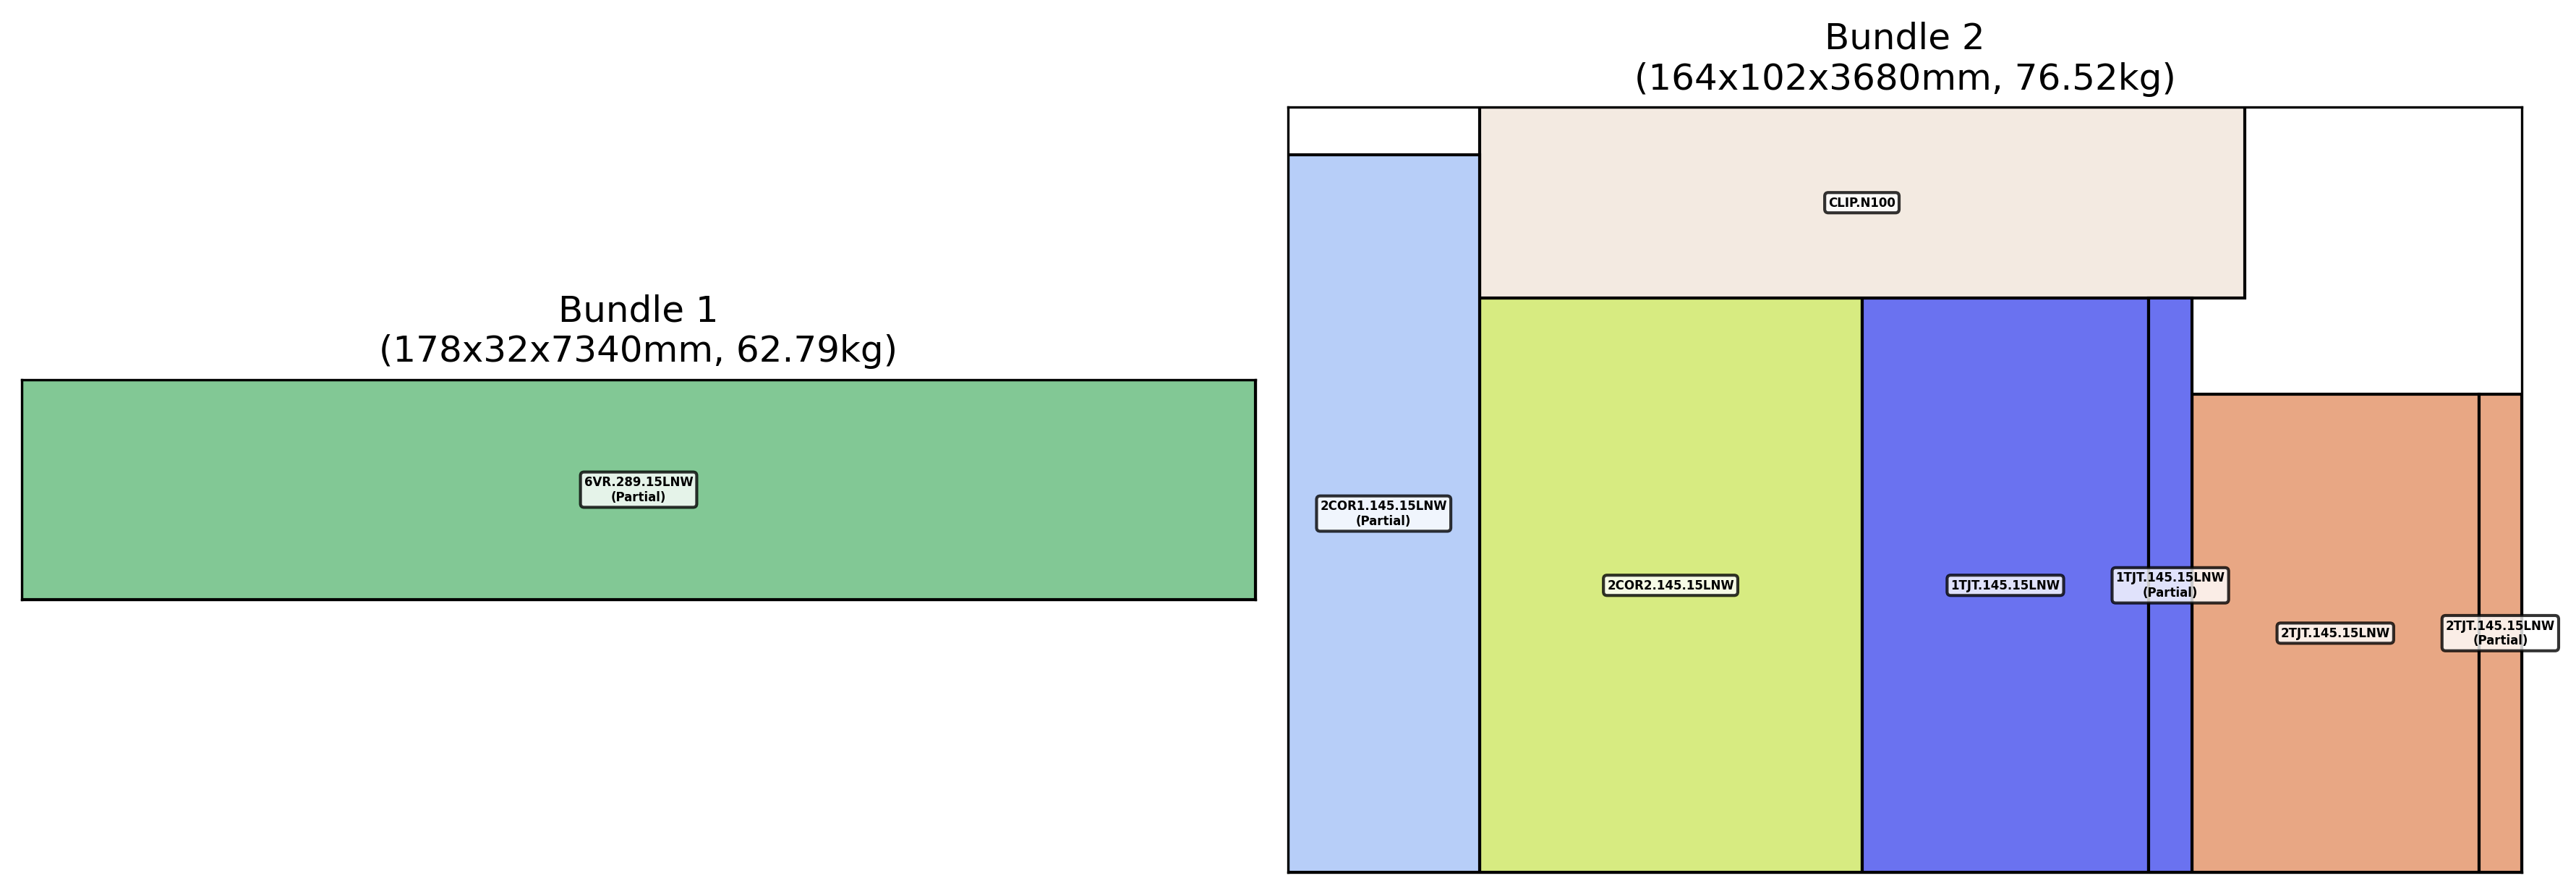 Bundle 1
(178x32x7340mm, 62.79kg)
6VR.289.15LNW
(Partial)
Bundle 2
(164x102x3680mm, 76.52kg)
CLIP.N100
2COR1.145.15LNW
(Partial)
2COR2.145.15LNW
1TJT.145.15LNW
1TJT.145.15LNW
(Partial)
2TJT.145.15LNW
2TJT.145.15LNW
(Partial)